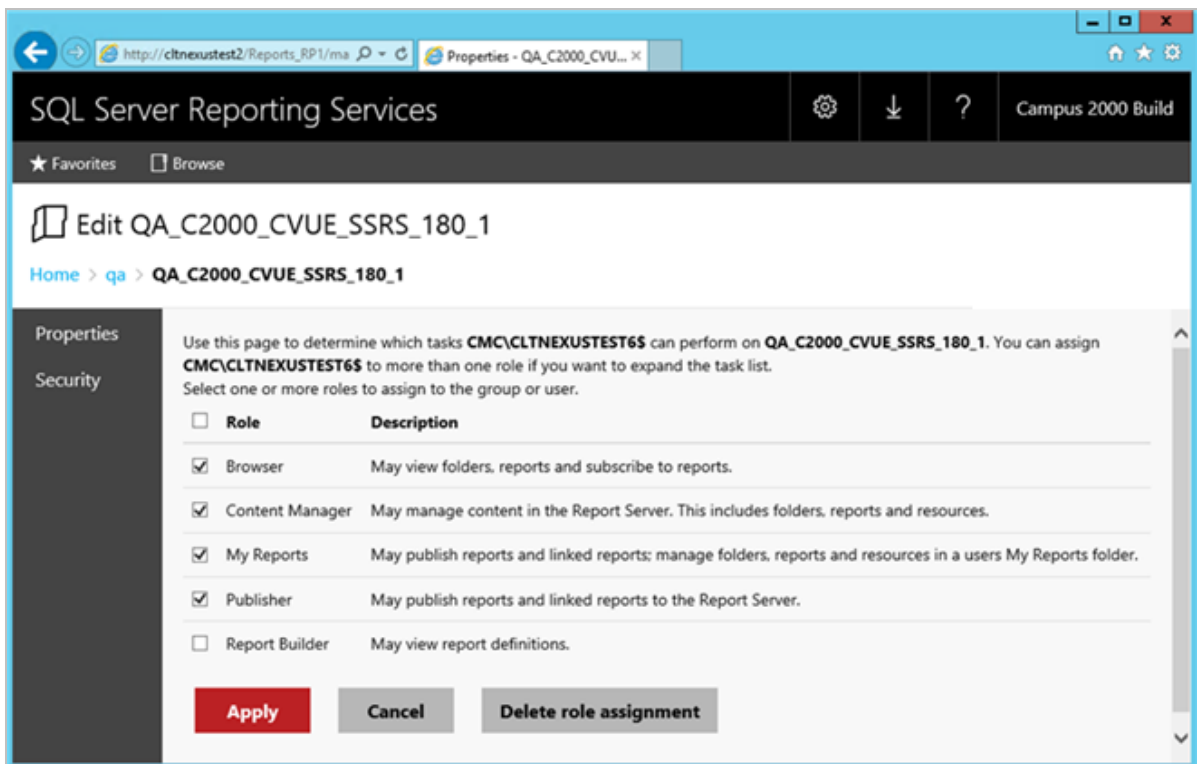 http://cltnexustest2/Reports_RP1/ma
Properties - QA_C2000_CVU...
SQL Server Reporting Services
?
Campus 2000 Build
Favorites
Browse
Edit QA_C2000_CVUE_SSRS_180_1
Home > qa > QA_C2000_CVUE_SSRS_180_1
Properties
Security
Use this page to determine which tasks CMC\CLTNEXUSTEST6$ can perform on QA_C2000_CVUE_SSRS_180_1. You can assign
CMC\CLTNEXUSTEST6$ to more than one role if you want to expand the task list.
Select one or more roles to assign to the group or user.
Role Description
Browser May view folders, reports and subscribe to reports.
Content Manager May manage content in the Report Server. This includes folders, reports and resources.
My Reports May publish reports and linked reports; manage folders, reports and resources in a users My Reports folder.
Publisher May publish reports and linked reports to the Report Server.
Report Builder May view report definitions.
Apply Cancel Delete role assignment